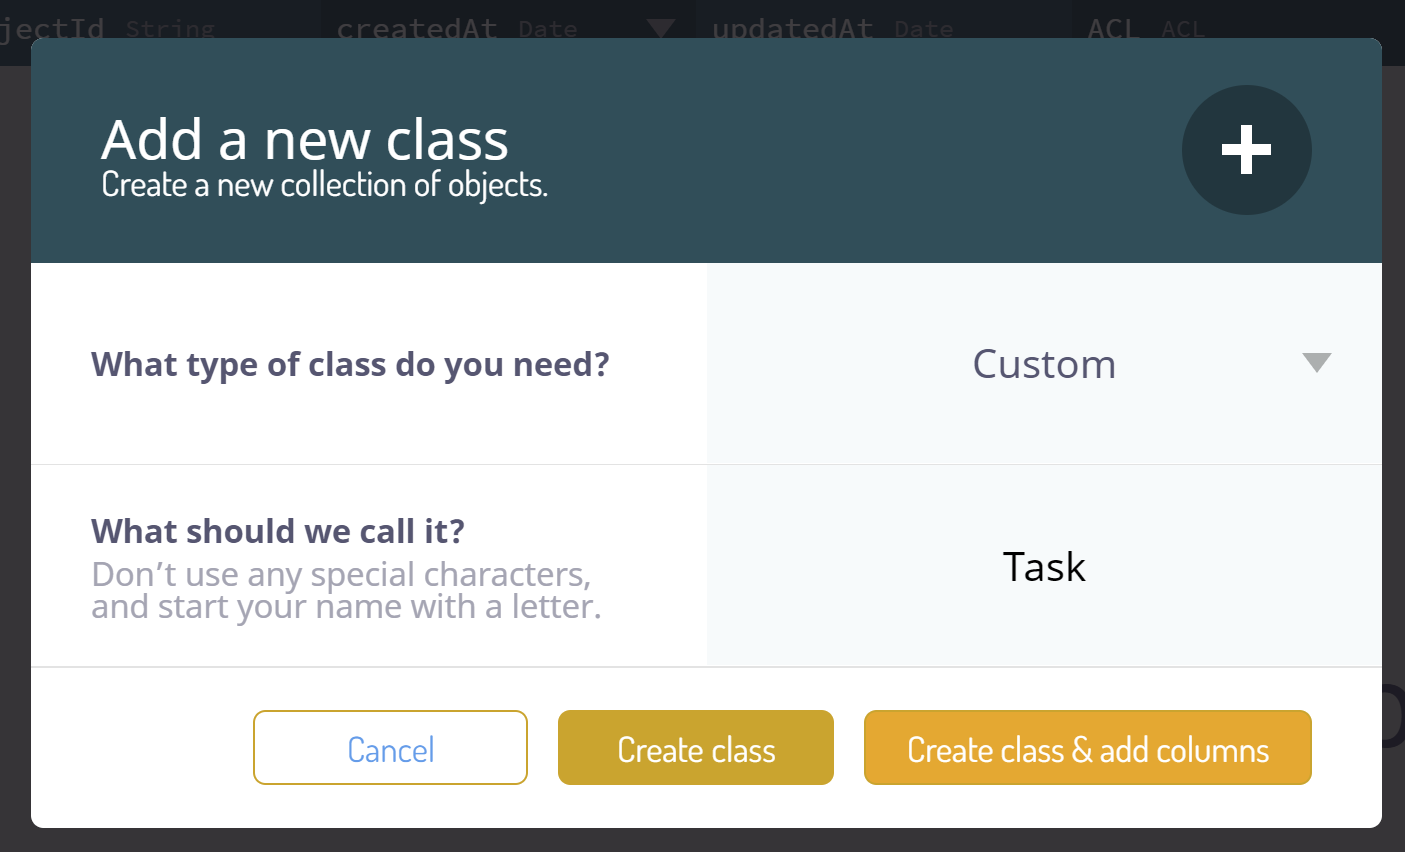 jectId String createdAt Date updatedAt Date ACL ACL
Add a new class
Create a new collection of objects.
What type of class do you need?
Custom
What should we call it?
Don’t use any special characters,
and start your name with a letter.
Task
Cancel
Create class
Create class & add columns